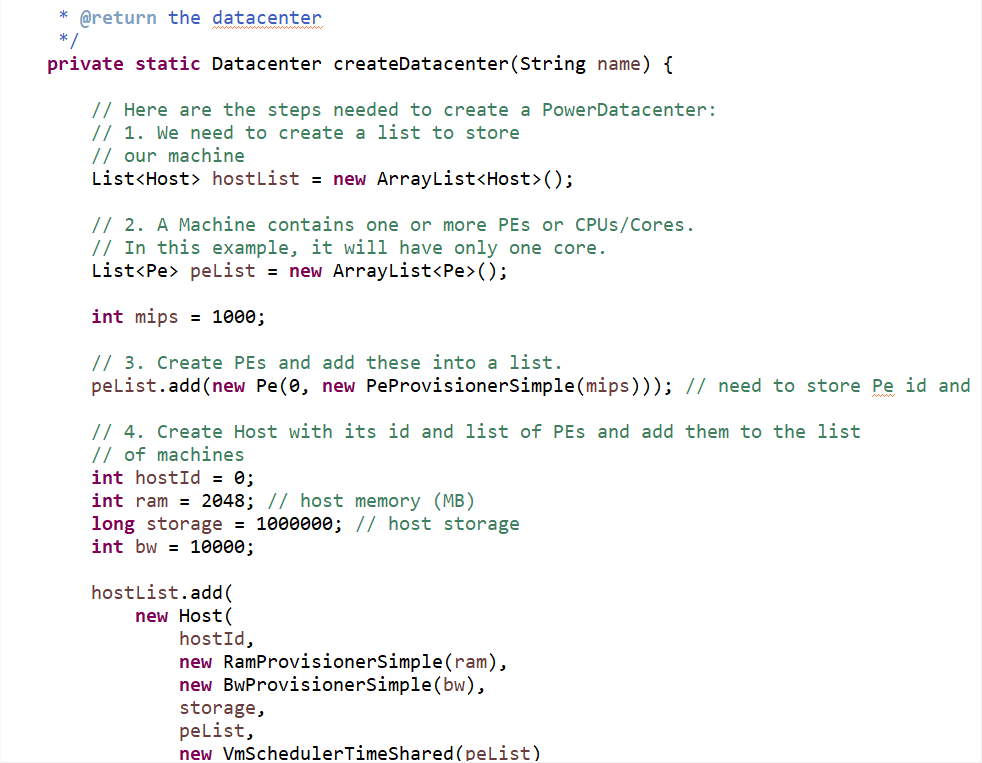 * @return the datacenter
*/
private static Datacenter createDatacenter(String name) {
// Here are the steps needed to create a PowerDatacenter:
// 1. We need to create a list to store
// our machine
List<Host> hostList = new ArrayList<Host>();
// 2. A Machine contains one or more PEs or CPUs/Cores.
// In this example, it will have only one core.
List<Pe> peList = new ArrayList<Pe>();
int mips = 1000;
// 3. Create PEs and add these into a list.
peList.add(new Pe(0, new PeProvisionerSimple(mips))); // need to store Pe id and
// 4. Create Host with its id and list of PEs and add them to the list
// of machines
int hostId = 0;
int ram = 2048; // host memory (MB)
long storage = 1000000; // host storage
int bw = 10000;
hostList.add(
new Host(
hostId,
new RamProvisionerSimple(ram),
new BwProvisionerSimple(bw),
storage,
peList,
new VmSchedulerTimeShared(peList)